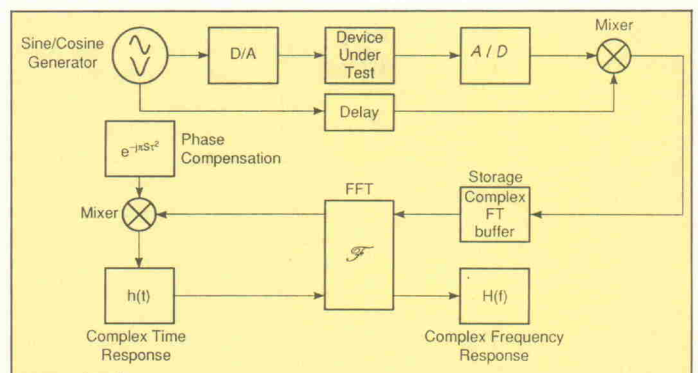 Sine/Cosine
Generator
D/A
Device
Under
Test
A / D
Mixer
Delay
e^-jπSτ²
Phase
Compensation
Storage
Complex
FT
buffer
FFT
Mixer
ℱ
h(t)
H(f)
Complex Time
Response
Complex Frequency
Response